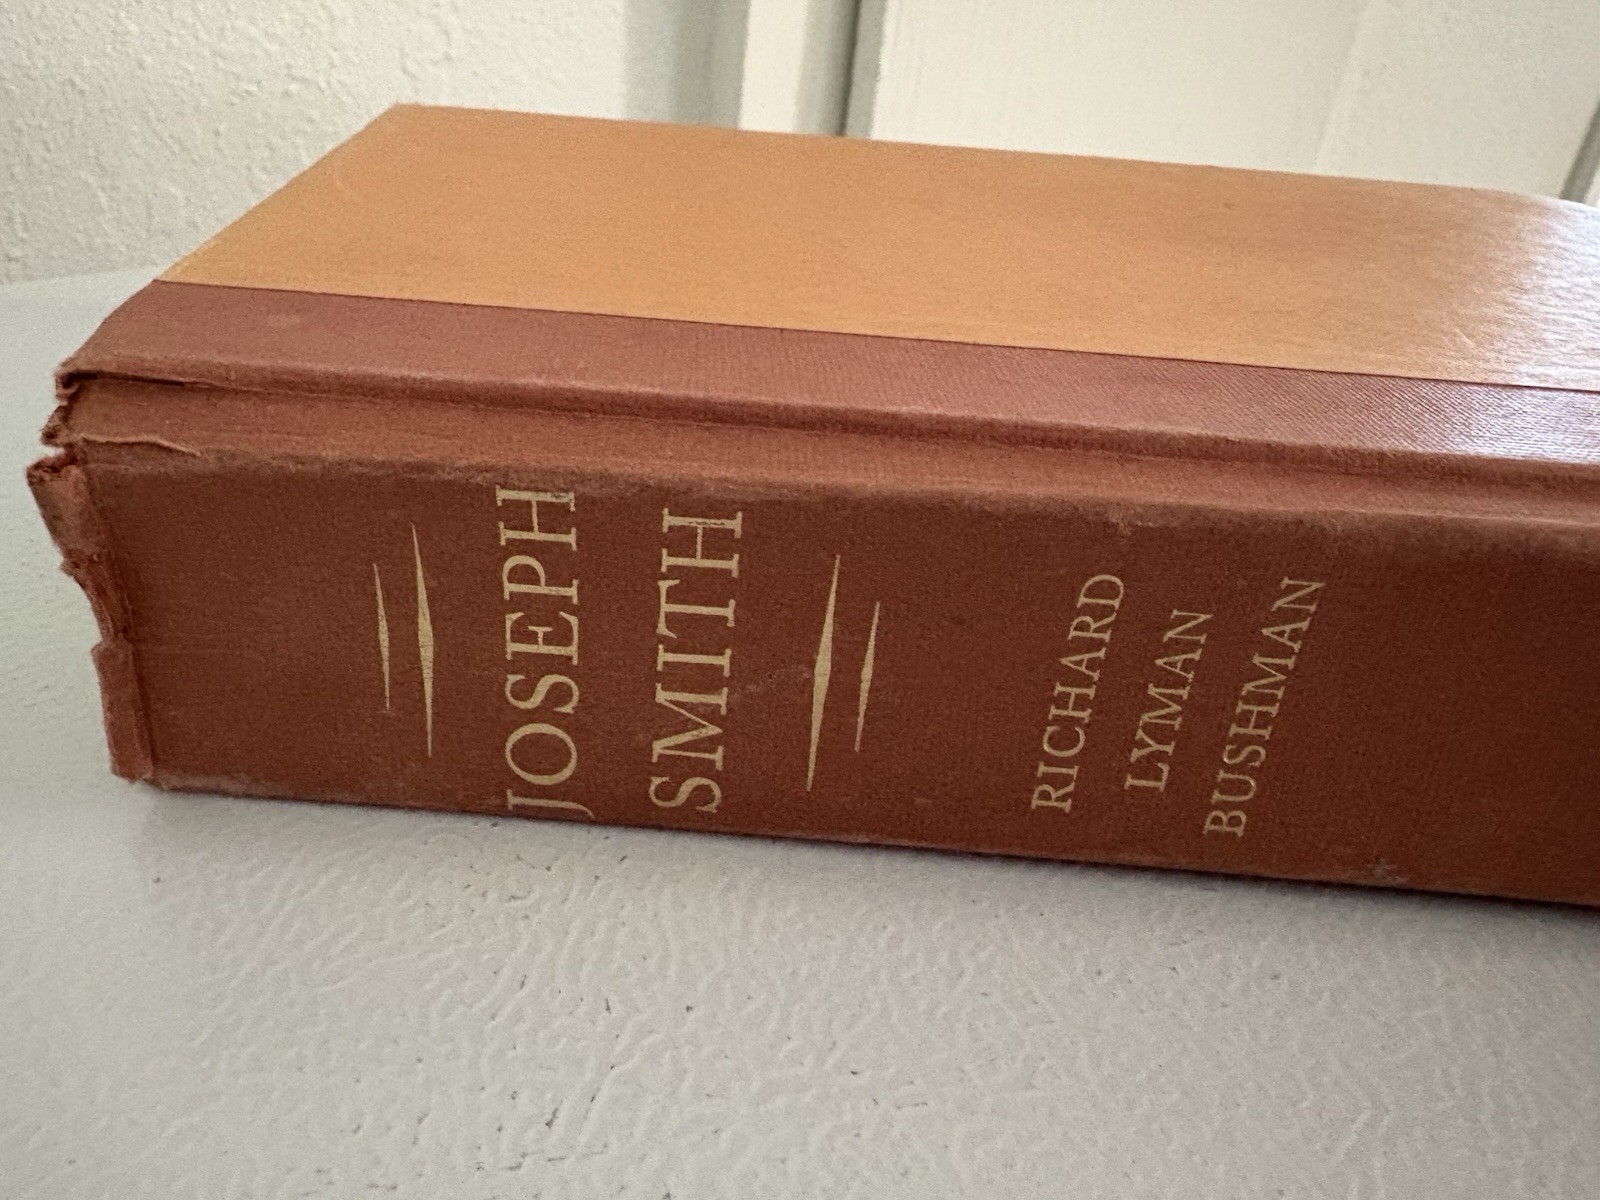 JOSEPH
SMITH
RICHARD
LYMAN
BUSHMAN